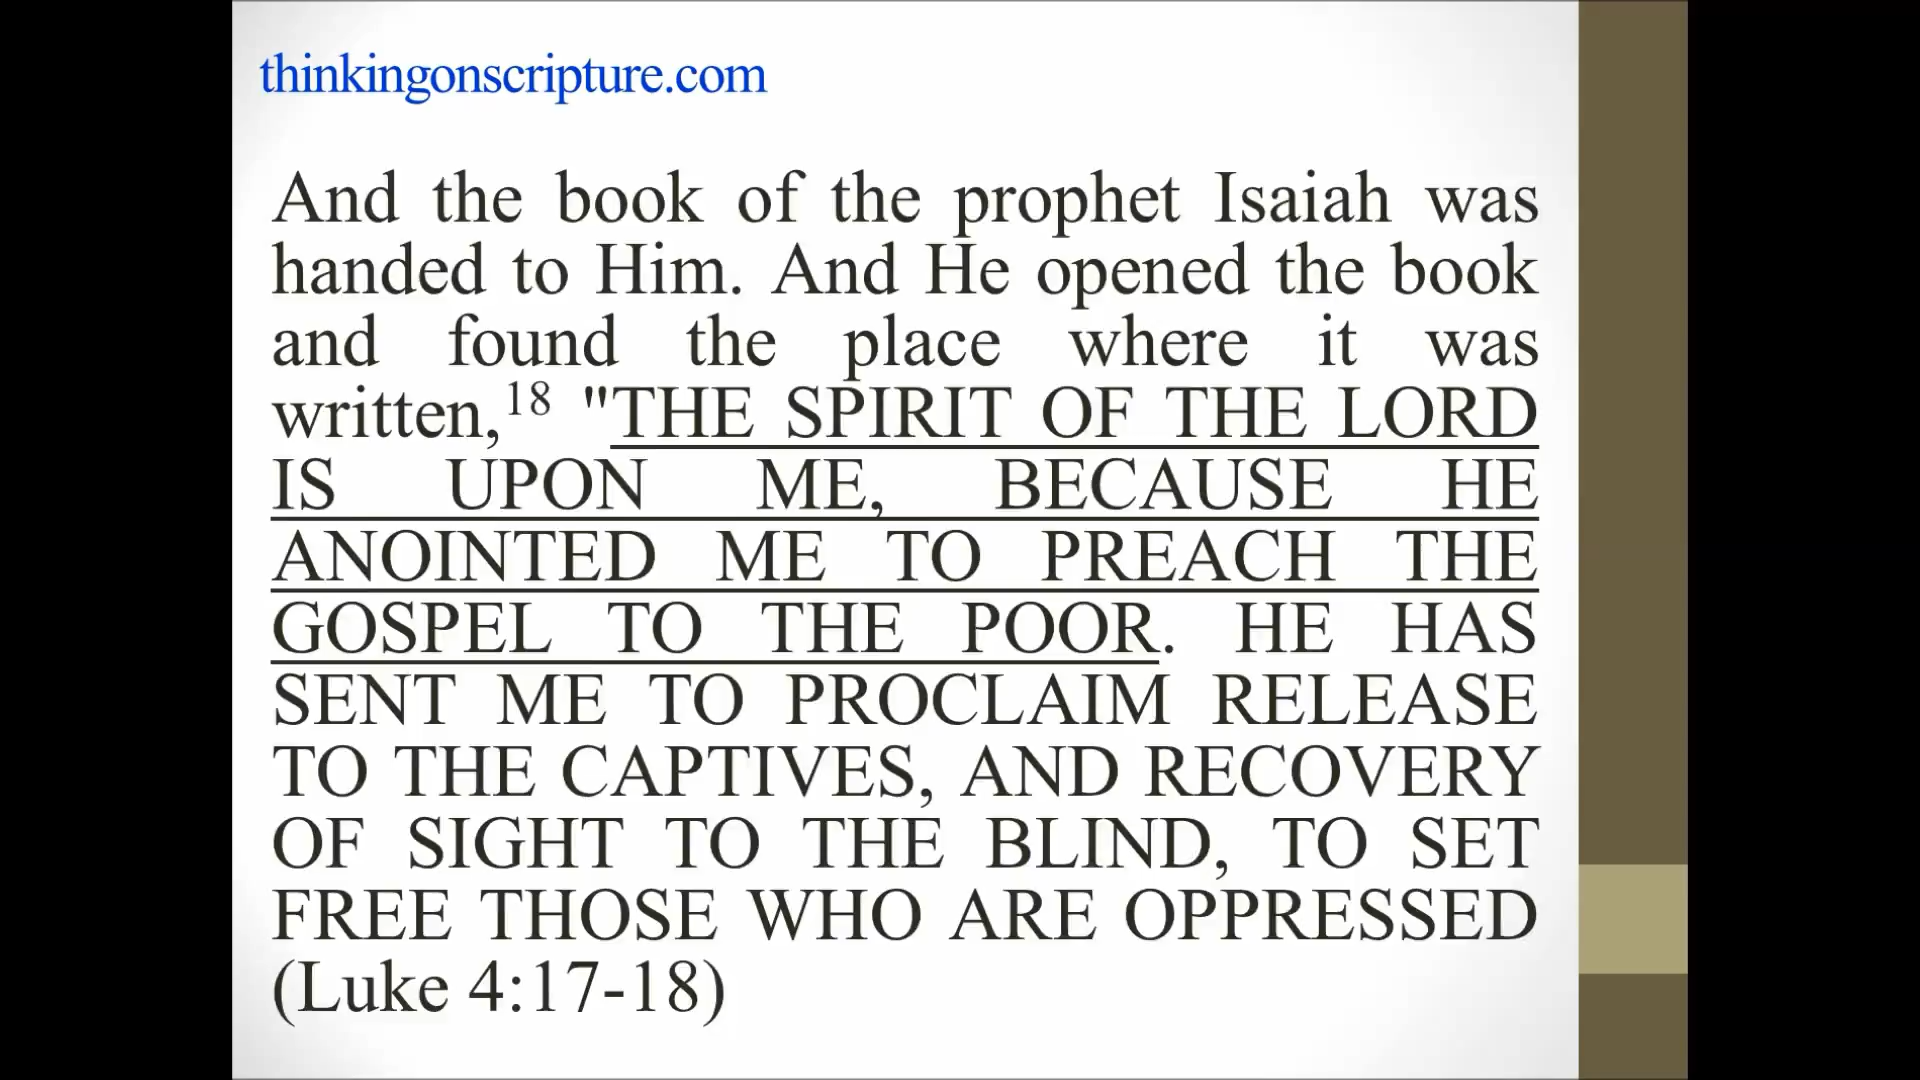 thinkingonscripture.com
And the book of the prophet Isaiah was
handed to Him. And He opened the book
and found the place where it was
written,18 "THE SPIRIT OF THE LORD
IS UPON ME, BECAUSE HE
ANOINTED ME TO PREACH THE
GOSPEL TO THE POOR. HE HAS
SENT ME TO PROCLAIM RELEASE
TO THE CAPTIVES, AND RECOVERY
OF SIGHT TO THE BLIND, TO SET
FREE THOSE WHO ARE OPPRESSED
(Luke 4:17-18)